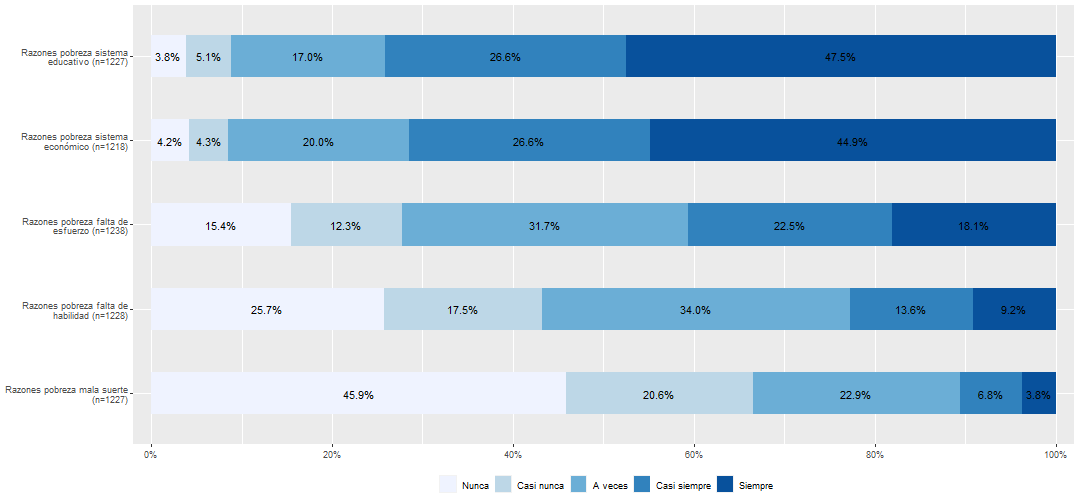 Razones pobreza sistema
educativo (n=1227)
3.8% 5.1% 17.0% 26.6% 47.5%
Razones pobreza sistema
económico (n=1218)
4.2% 4.3% 20.0% 26.6% 44.9%
Razones pobreza falta de
esfuerzo (n=1238)
15.4% 12.3% 31.7% 22.5% 18.1%
Razones pobreza falta de
habilidad (n=1228)
25.7% 17.5% 34.0% 13.6% 9.2%
Razones pobreza mala suerte
(n=1227)
45.9% 20.6% 22.9% 6.8% 3.8%
0% 20% 40% 60% 80% 100%
Nunca Casi nunca A veces Casi siempre Siempre